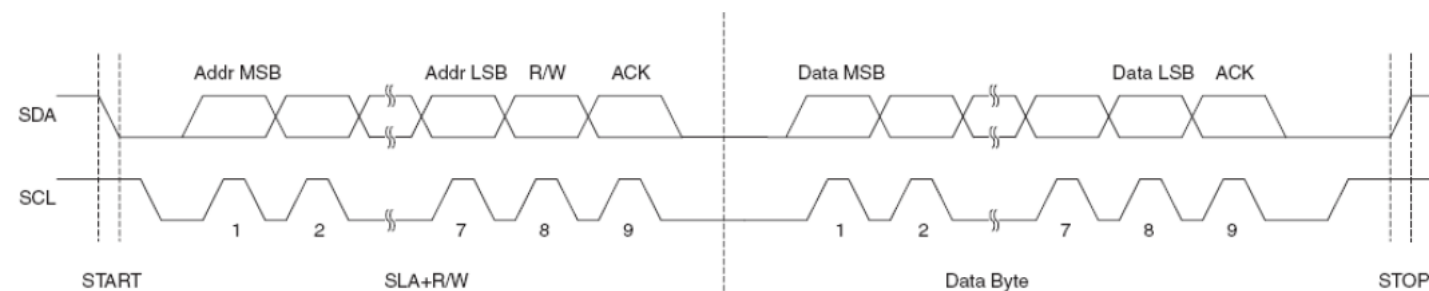 Addr MSB Addr LSB R/W ACK Data MSB Data LSB ACK
SDA
SCL
1 2 7 8 9 1 2 7 8 9
START SLA+R/W Data Byte STOP